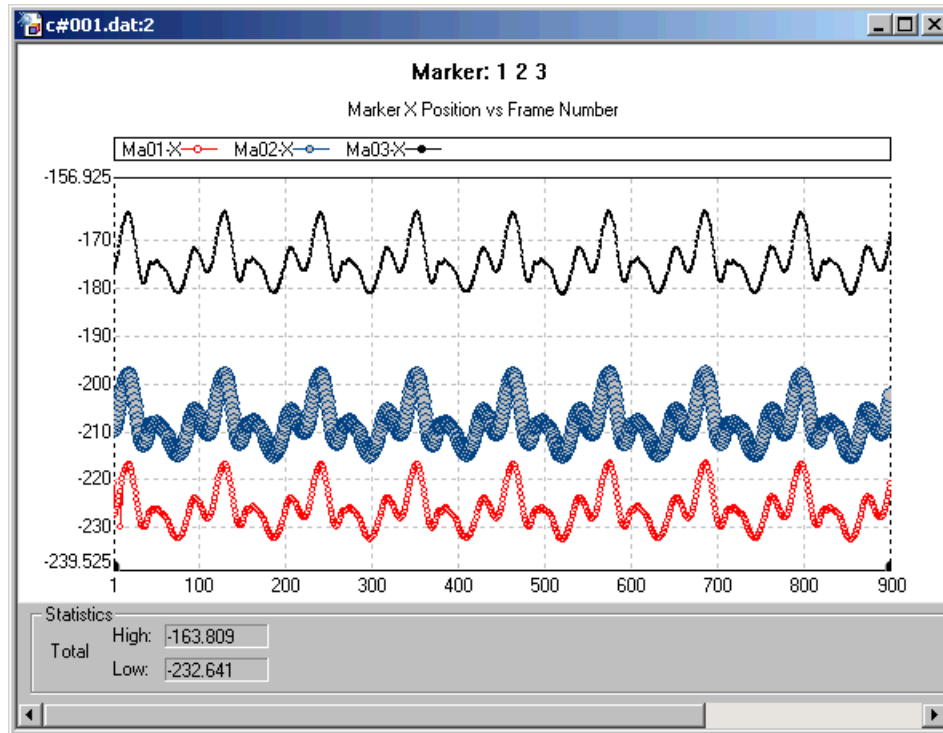 c#001.dat:2
Marker: 1 2 3
Marker X Position vs Frame Number
Ma01-X Ma02-X Ma03-X
-156.925
-170
-180
-190
-200
-210
-220
-230
-239.525
1 100 200 300 400 500 600 700 800 900
Statistics
Total
High: -163.809
Low: -232.641